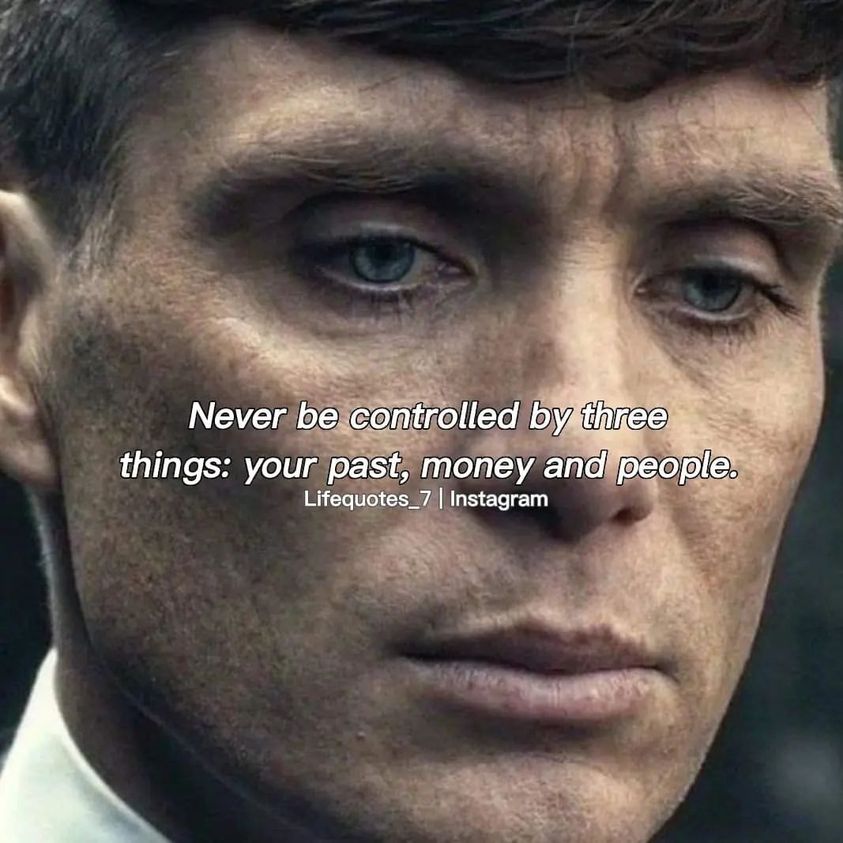 Never be controlled by three
things: your past, money and people.
Lifequotes_7 | Instagram